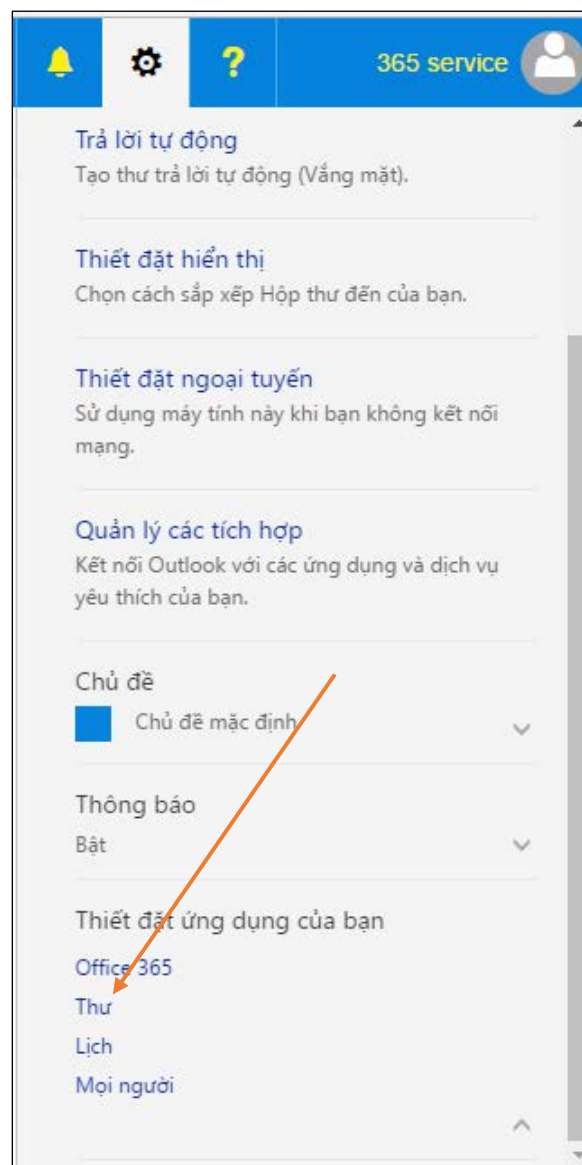 ? 365 service
Trả lời tự động
Tạo thư trả lời tự động (Vắng mặt).
Thiết đặt hiển thị
Chọn cách sắp xếp Hộp thư đến của bạn.
Thiết đặt ngoại tuyến
Sử dụng máy tính này khi bạn không kết nối
mạng.
Quản lý các tích hợp
Kết nối Outlook với các ứng dụng và dịch vụ
yêu thích của bạn.
Chủ đề
Chủ đề mặc định
Thông báo
Bật
Thiết đặt ứng dụng của bạn
Office 365
Thư
Lịch
Mọi người